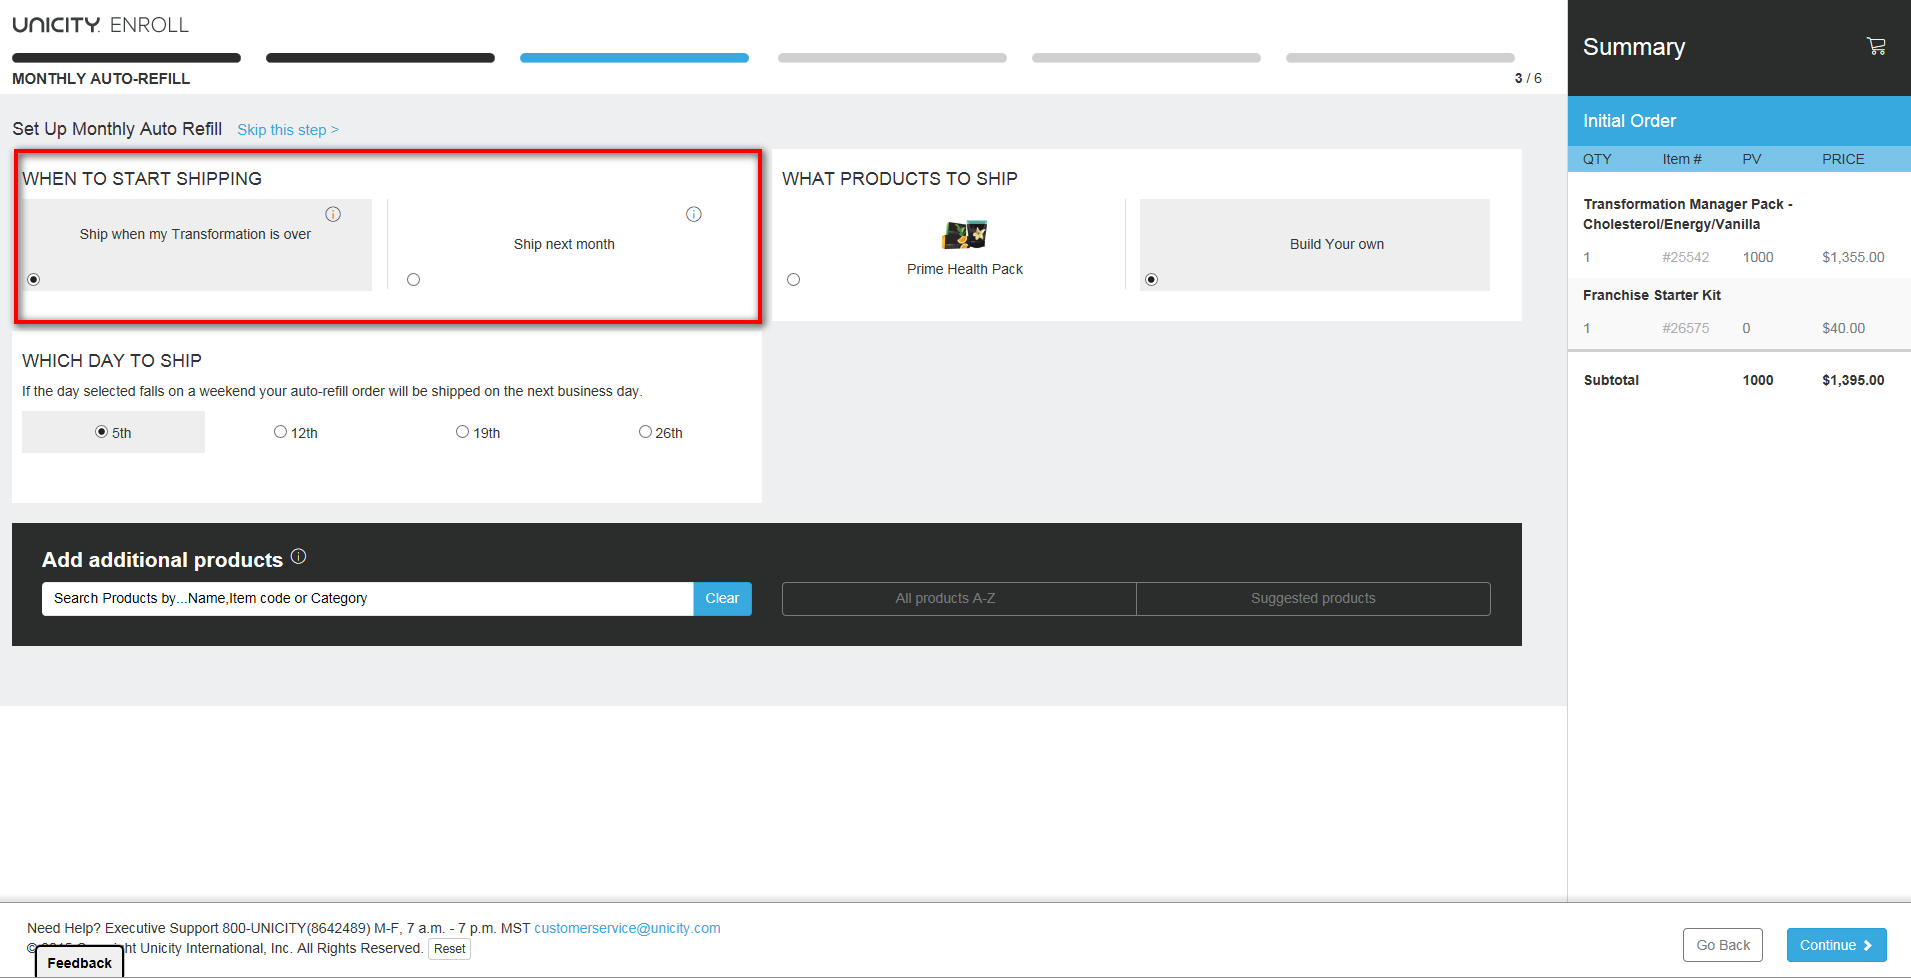 UNICITY. ENROLL
MONTHLY AUTO-REFILL
3 / 6
Set Up Monthly Auto Refill Skip this step >
WHEN TO START SHIPPING
Ship when my Transformation is over
Ship next month
WHAT PRODUCTS TO SHIP
Prime Health Pack
Build Your own
WHICH DAY TO SHIP
If the day selected falls on a weekend your auto-refill order will be shipped on the next business day.
5th 12th 19th 26th
Add additional products
Search Products by...Name,Item code or Category Clear
All products A-Z Suggested products
Summary
Initial Order
QTY Item # PV PRICE
Transformation Manager Pack -
Cholesterol/Energy/Vanilla
1 #25542 1000 $1,355.00
Franchise Starter Kit
1 #26575 0 $40.00
Subtotal 1000 $1,395.00
Need Help? Executive Support 800-UNICITY(8642489) M-F, 7 a.m. - 7 p.m. MST customerservice@unicity.com
© Unicity International, Inc. All Rights Reserved. Reset
Feedback
Go Back Continue